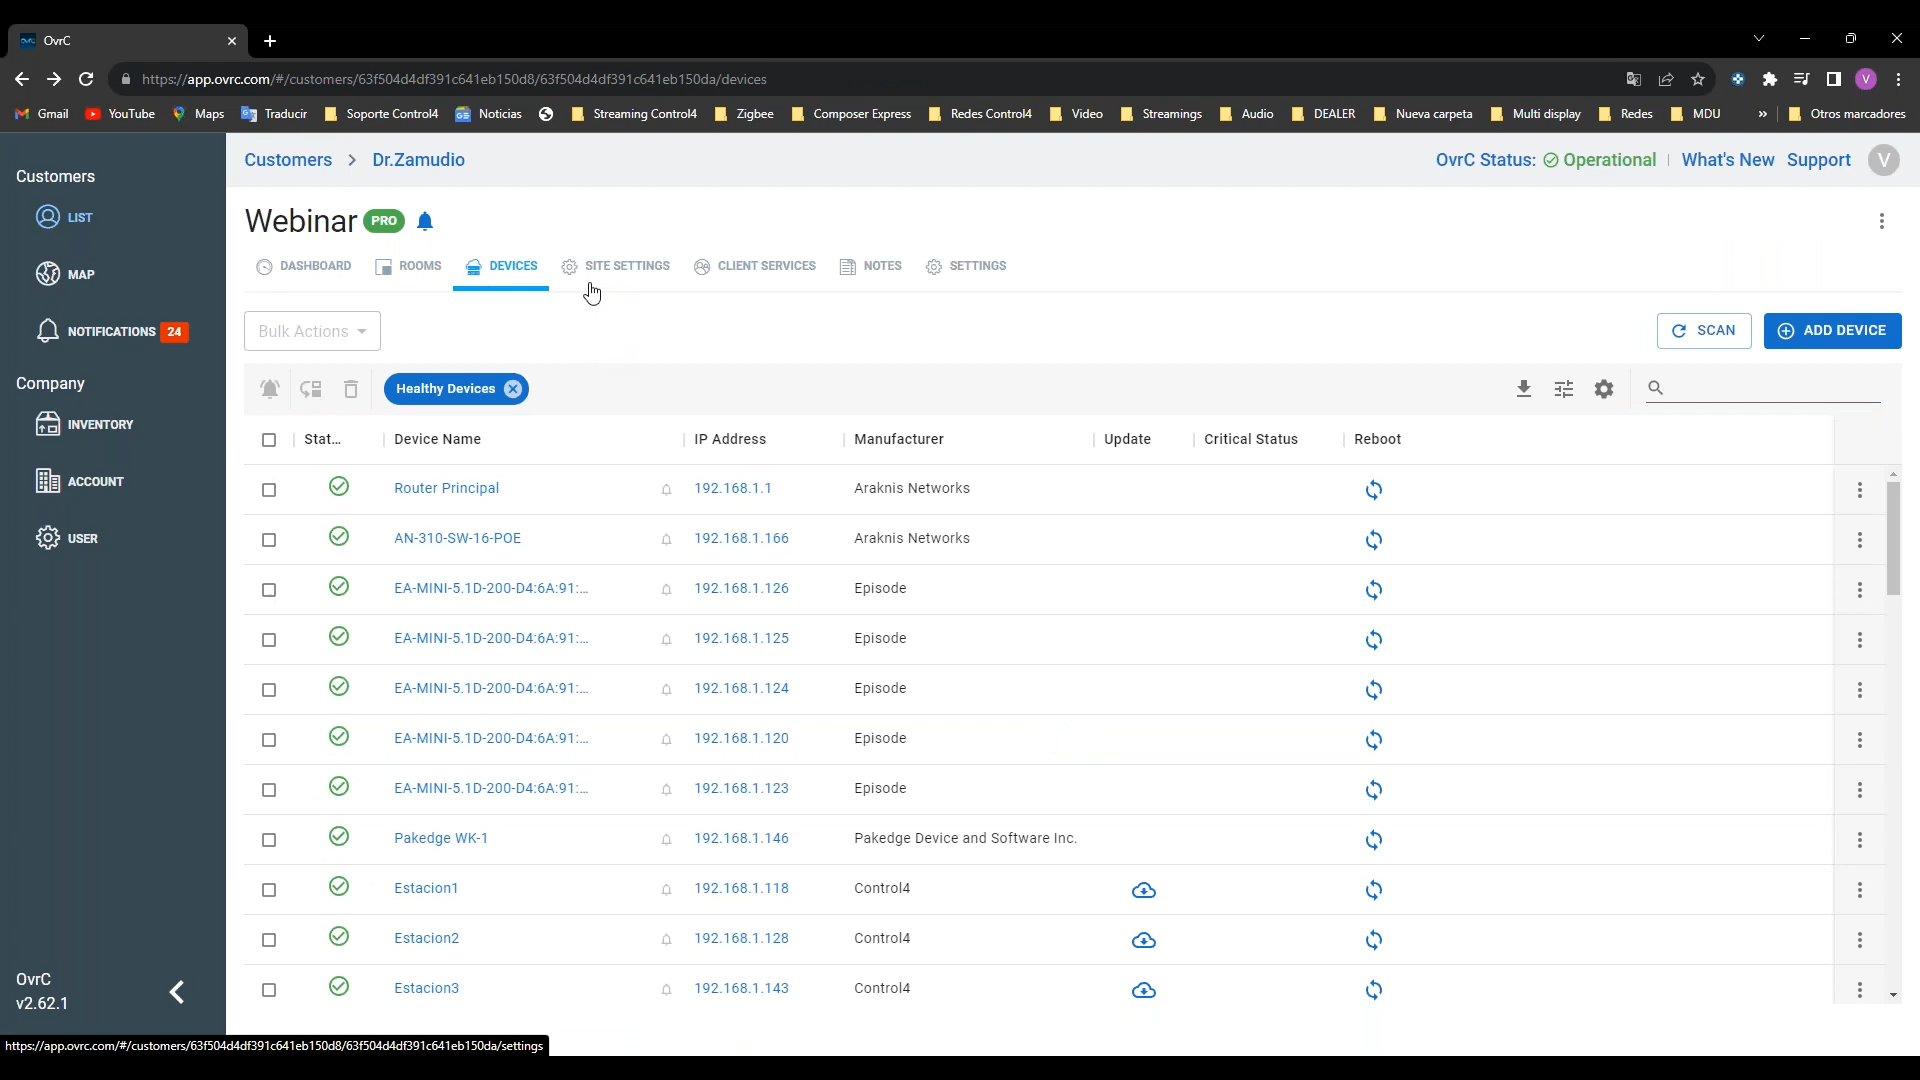 OvrC
https://app.ovrc.com/#/customers/63f504d4df391c641eb150d8/63f504d4df391c641eb150da/devices
V
Gmail YouTube Maps Traducir Soporte Control4 Noticias Streaming Control4 Zigbee Composer Express Redes Control4 Video Streamings Audio DEALER Nueva carpeta Multi display Redes MDU » Otros marcadores
Customers > Dr.Zamudio
OvrC Status: Operational What's New Support V
Customers
LIST
MAP
NOTIFICATIONS 24
Company
INVENTORY
ACCOUNT
USER
OvrC
v2.62.1
Webinar PRO
DASHBOARD ROOMS DEVICES SITE SETTINGS CLIENT SERVICES NOTES SETTINGS
Bulk Actions SCAN ADD DEVICE
Healthy Devices
Stat... Device Name IP Address Manufacturer Update Critical Status Reboot
Router Principal 192.168.1.1 Araknis Networks
AN-310-SW-16-POE 192.168.1.166 Araknis Networks
EA-MINI-5.1D-200-D4:6A:91:... 192.168.1.126 Episode
EA-MINI-5.1D-200-D4:6A:91:... 192.168.1.125 Episode
EA-MINI-5.1D-200-D4:6A:91:... 192.168.1.124 Episode
EA-MINI-5.1D-200-D4:6A:91:... 192.168.1.120 Episode
EA-MINI-5.1D-200-D4:6A:91:... 192.168.1.123 Episode
Pakedge WK-1 192.168.1.146 Pakedge Device and Software Inc.
Estacion1 192.168.1.118 Control4
Estacion2 192.168.1.128 Control4
Estacion3 192.168.1.143 Control4
https://app.ovrc.com/#/customers/63f504d4df391c641eb150d8/63f504d4df391c641eb150da/settings